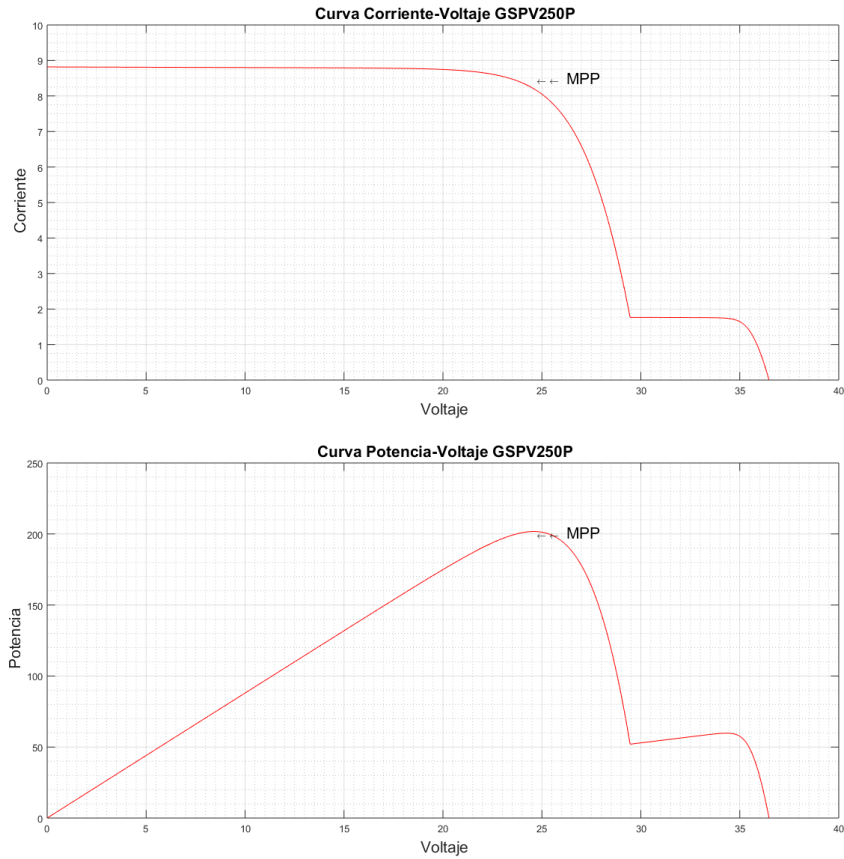 Curva Corriente-Voltaje GSPV250P
10
9
8
7
6
5
4
3
2
1
0
Corriente
←← MPP
0 5 10 15 20 25 30 35 40
Voltaje
Curva Potencia-Voltaje GSPV250P
250
200
150
100
50
0
Potencia
←← MPP
0 5 10 15 20 25 30 35 40
Voltaje